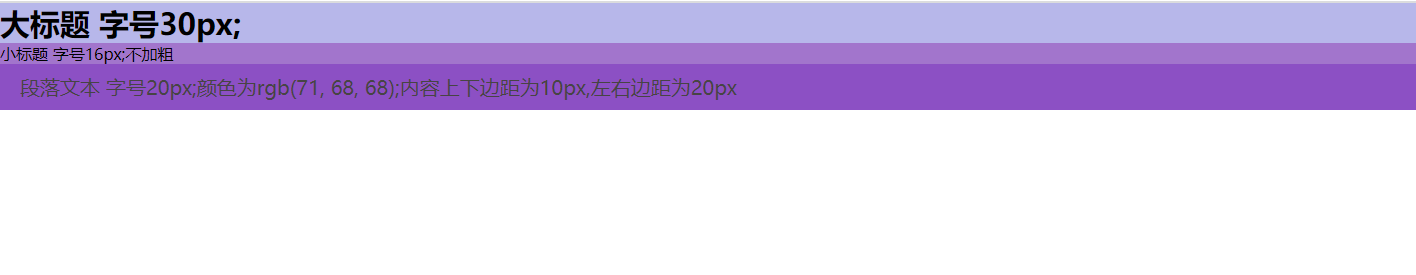 大标题 字号30px;
小标题 字号16px;不加粗
段落文本 字号20px;颜色为rgb(71, 68, 68);内容上下边距为10px,左右边距为20px